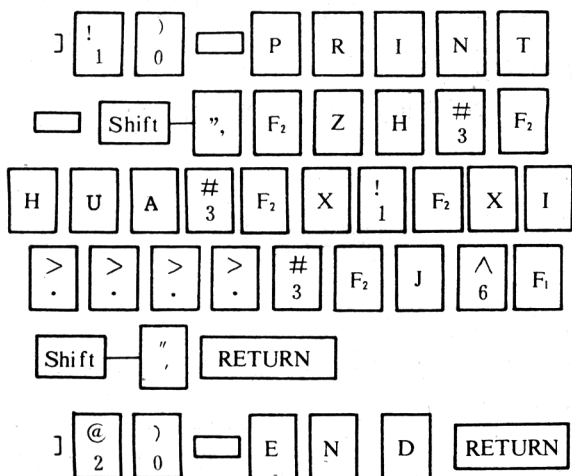 ] ! 1 ) 0 P R I N T
Shift ", F₂ Z H # 3 F₂
H U A # 3 F₂ X ! 1 F₂ X I
> . > . > . > . # 3 F₂ J ^ 6 F₁
Shift " ' RETURN
] @ 2 ) 0 E N D RETURN